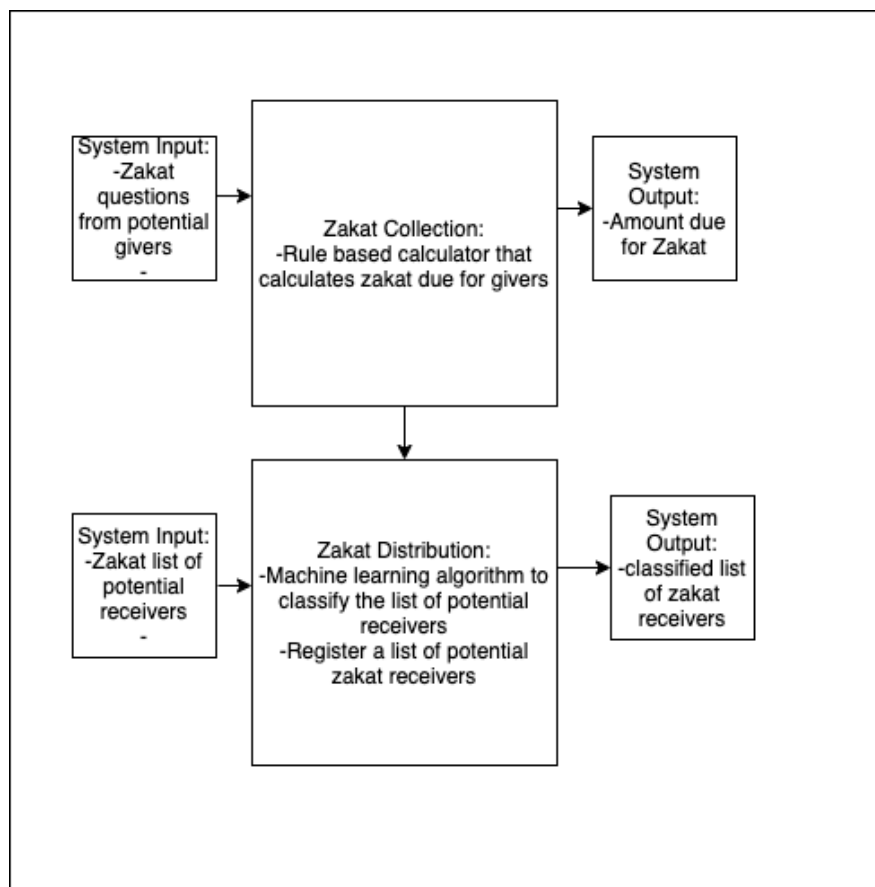 System Input:
-Zakat
questions
from potential
givers
-
Zakat Collection:
-Rule based calculator that
calculates zakat due for givers
System
Output:
-Amount due
for Zakat
System Input:
-Zakat list of
potential
receivers
-
Zakat Distribution:
-Machine learning algorithm to
classify the list of potential
receivers
-Register a list of potential
zakat receivers
System
Output:
-classified list
of zakat
receivers